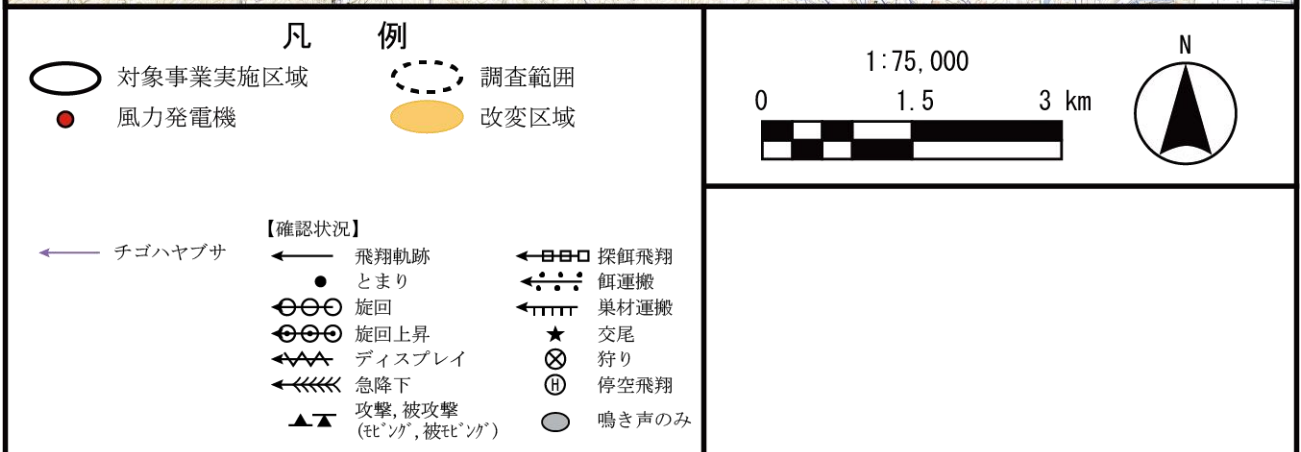 凡 例
対象事業実施区域
調査範囲
風力発電機
改変区域
チゴハヤブサ
【確認状況】
飛翔軌跡
とまり
旋回
旋回上昇
ディスプレイ
急降下
攻撃,被攻撃
(ﾓﾋﾞﾝｸﾞ,被ﾓﾋﾞﾝｸﾞ)
探餌飛翔
餌運搬
巣材運搬
交尾
狩り
H 停空飛翔
鳴き声のみ
1:75,000
0 1.5 3 km
N